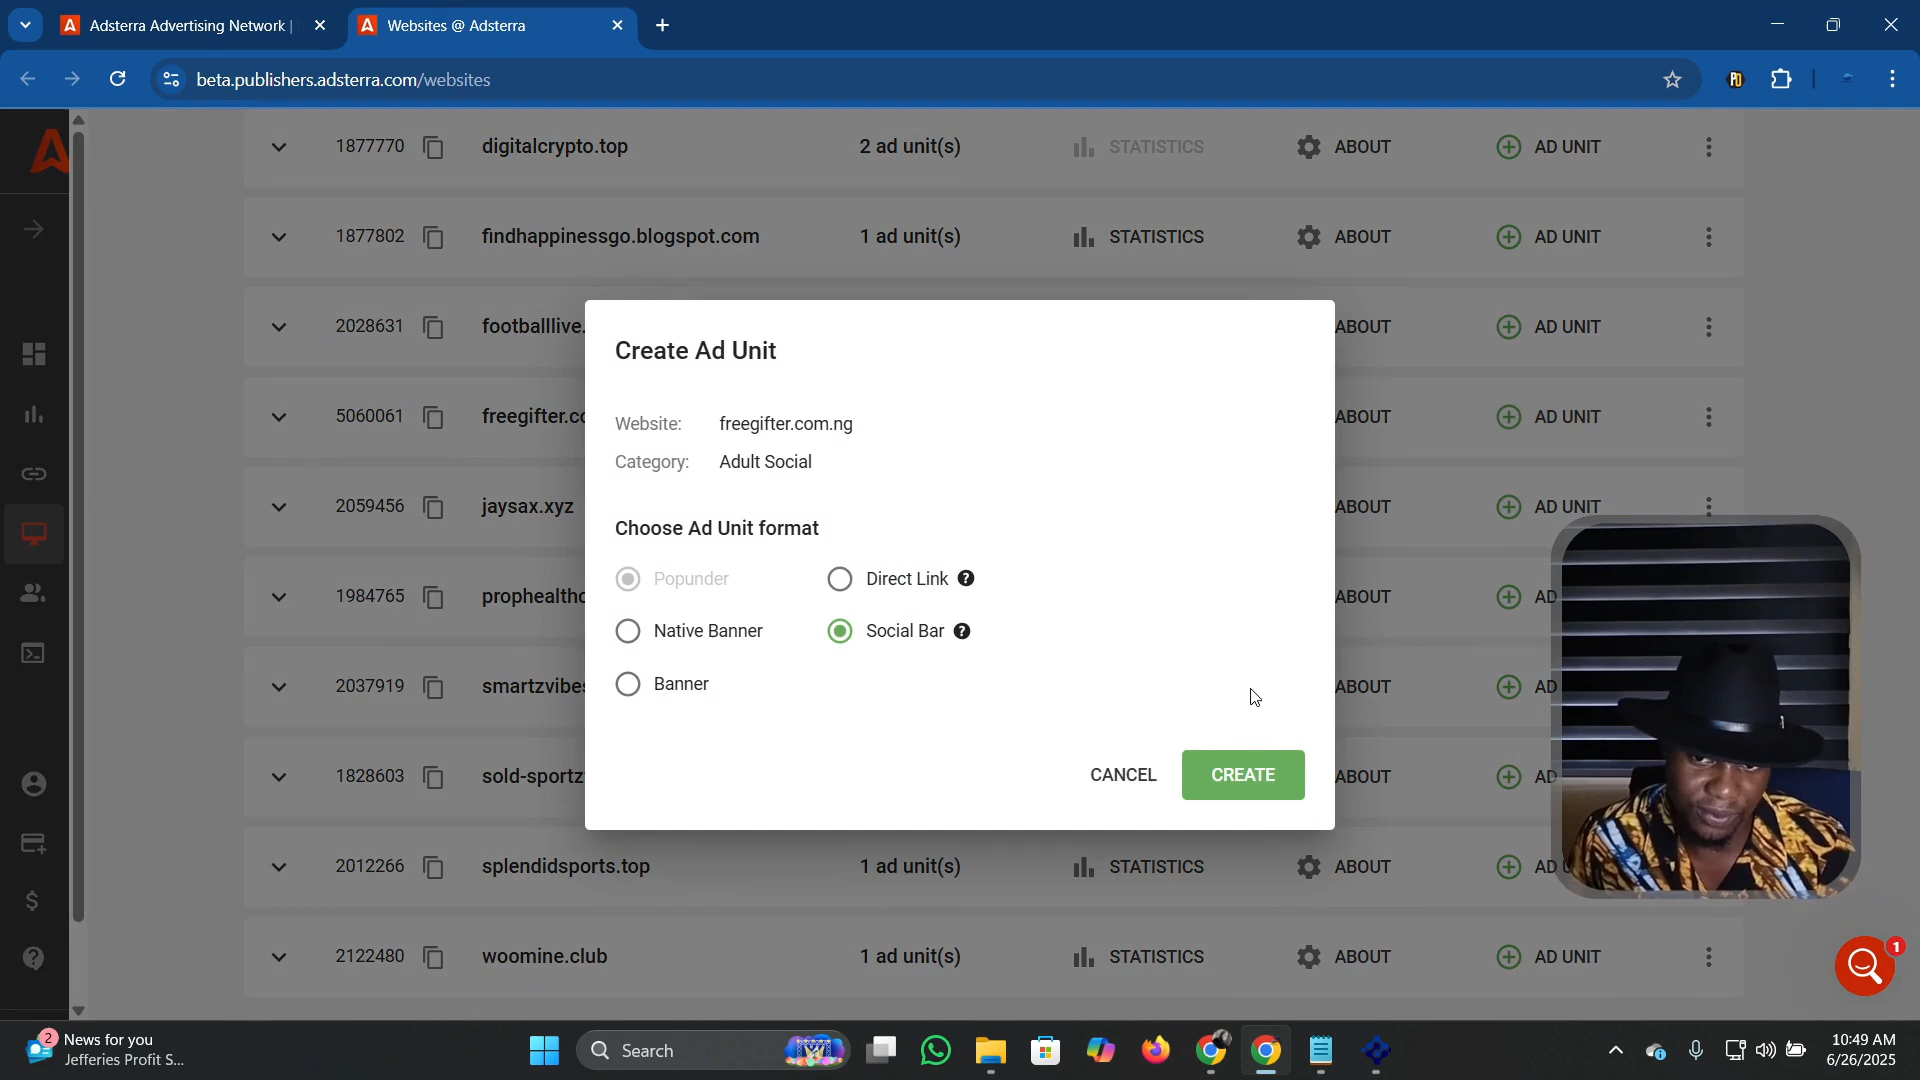 Adsterra Advertising Network |
Websites @ Adsterra
beta.publishers.adsterra.com/websites
PD
1877770 digitalcrypto.top 2 ad unit(s) STATISTICS ABOUT AD UNIT
1877802 findhappinessgo.blogspot.com 1 ad unit(s) STATISTICS ABOUT AD UNIT
2028631 footballlive. ABOUT AD UNIT
5060061 freegifter.co ABOUT AD UNIT
2059456 jaysax.xyz ABOUT AD UNIT
1984765 prophealthc ABOUT AD
2037919 smartzvibes ABOUT AD
1828603 sold-sportz ABOUT AD
2012266 splendidsports.top 1 ad unit(s) STATISTICS ABOUT AD U
2122480 woomine.club 1 ad unit(s) STATISTICS ABOUT AD UNIT
Create Ad Unit
Website: freegifter.com.ng
Category: Adult Social
Choose Ad Unit format
Popunder Direct Link ?
Native Banner Social Bar ?
Banner
CANCEL CREATE
1
2
News for you
Jefferies Profit S...
Search
10:49 AM
6/26/2025